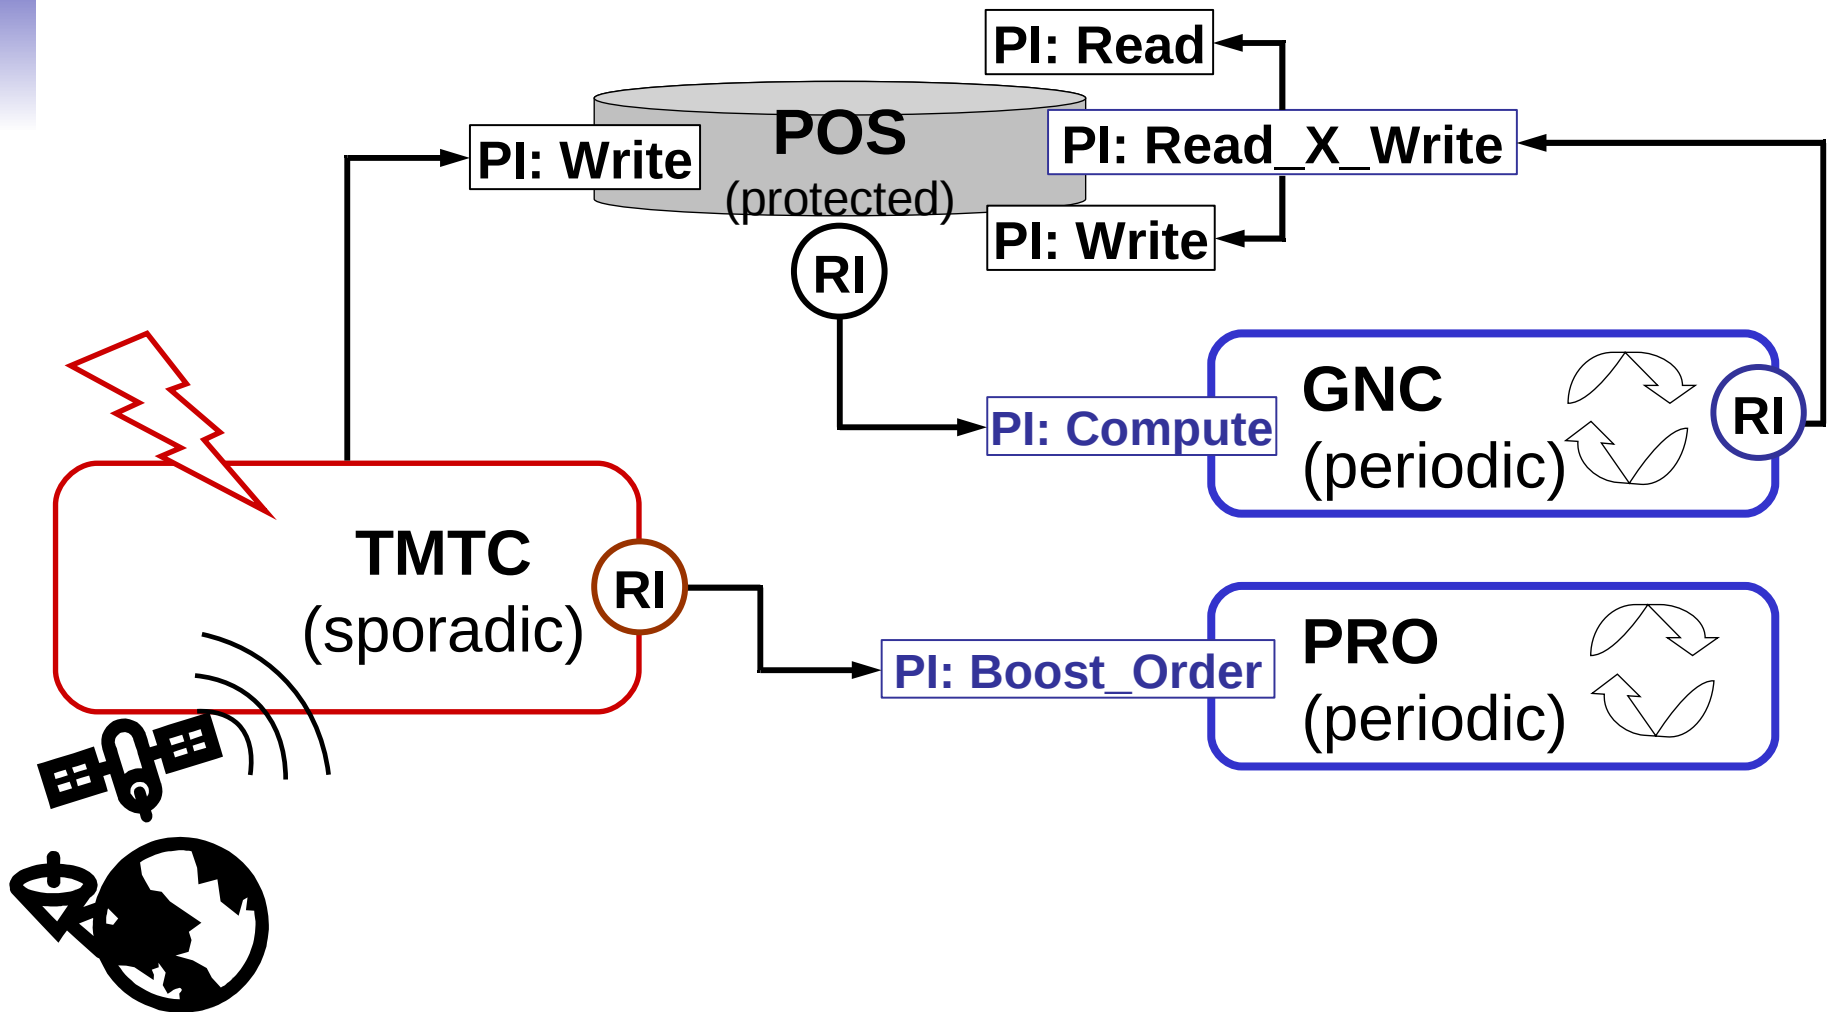 PI: Read
POS
PI: Read_X_Write
PI: Write
(protected)
PI: Write
RI
GNC
RI
PI: Compute
(periodic)
TMTC
RI
(sporadic)
PRO
PI: Boost_Order
(periodic)